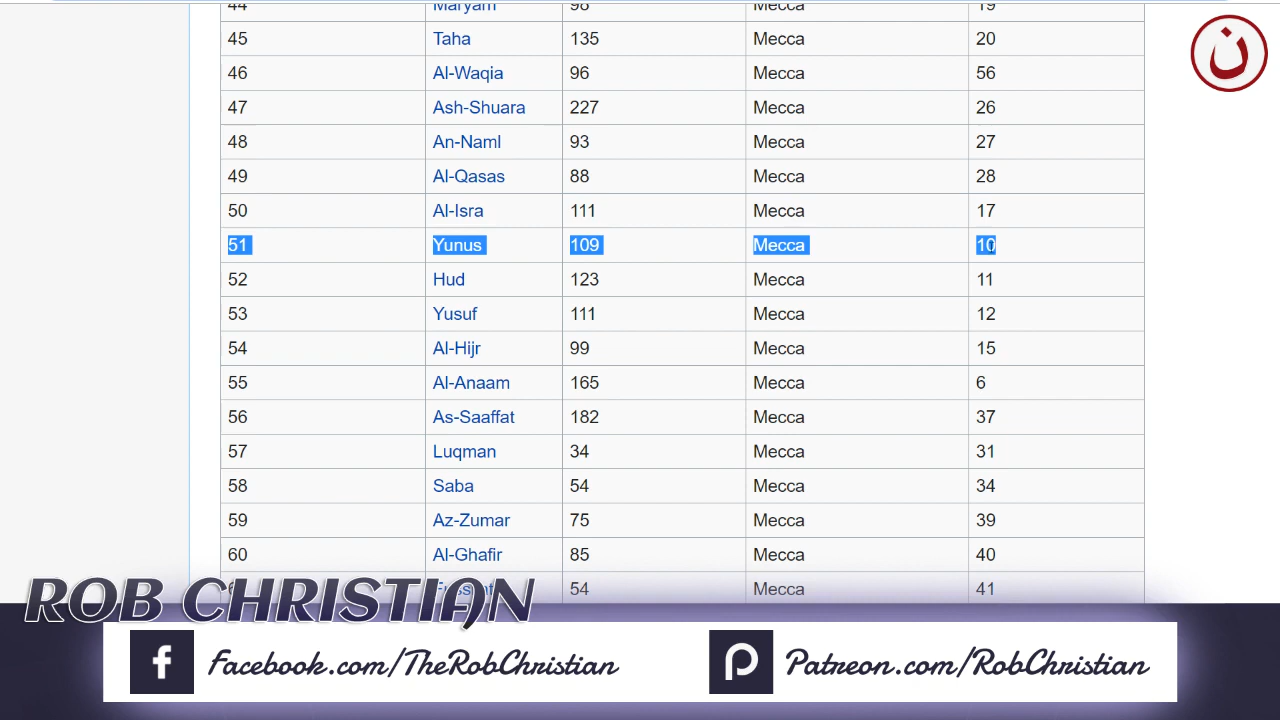 44 Maryam 98 Mecca 19
45 Taha 135 Mecca 20
46 Al-Waqia 96 Mecca 56
47 Ash-Shuara 227 Mecca 26
48 An-Naml 93 Mecca 27
49 Al-Qasas 88 Mecca 28
50 Al-Isra 111 Mecca 17
51 Yunus 109 Mecca 10
52 Hud 123 Mecca 11
53 Yusuf 111 Mecca 12
54 Al-Hijr 99 Mecca 15
55 Al-Anaam 165 Mecca 6
56 As-Saaffat 182 Mecca 37
57 Luqman 34 Mecca 31
58 Saba 54 Mecca 34
59 Az-Zumar 75 Mecca 39
60 Al-Ghafir 85 Mecca 40
54 Mecca 41
ن
ROB CHRISTIAN
f Facebook.com/TheRobChristian
Patreon.com/RobChristian